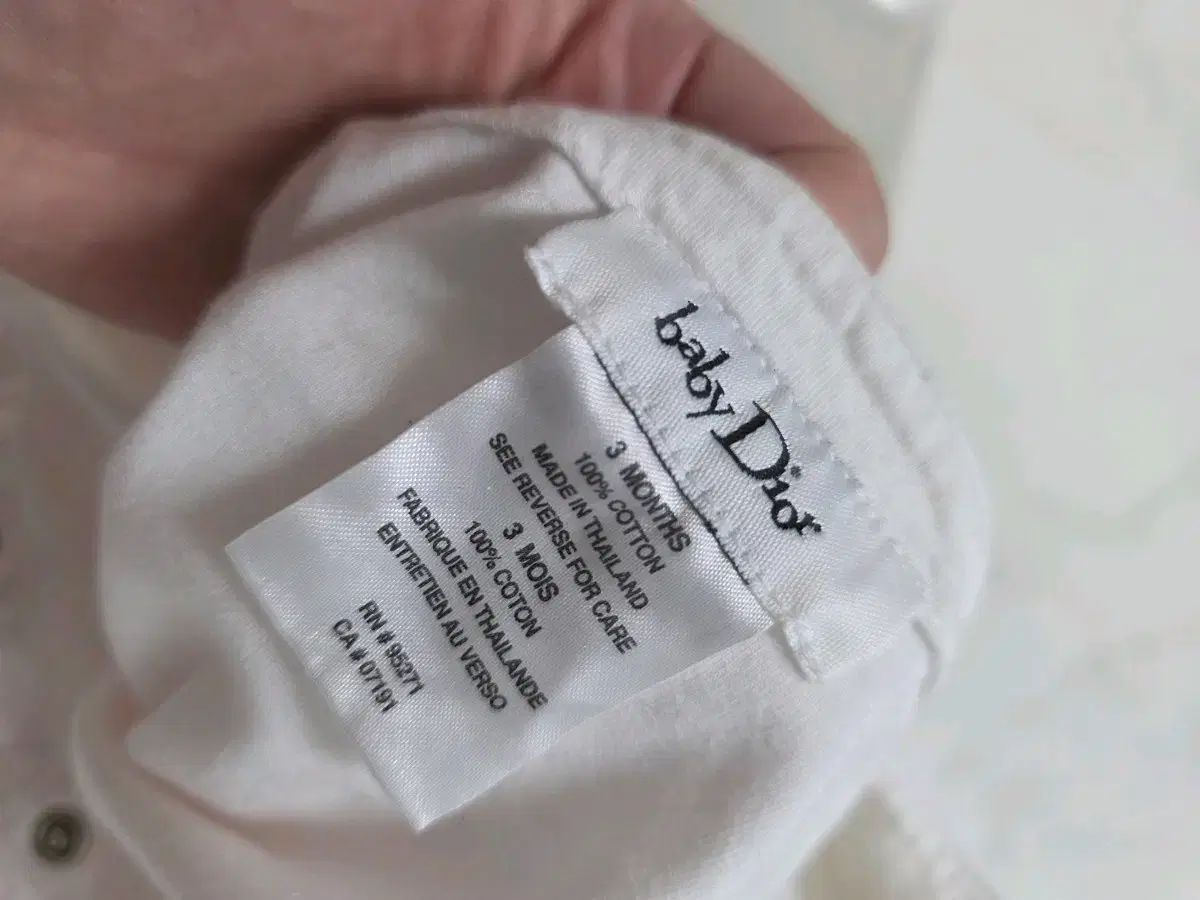 baby Dior
3 MONTHS
100% COTTON
MADE IN THAILAND
SEE REVERSE FOR CARE
3 MOIS
100% COTON
FABRIQUE EN THAILANDE
ENTRETIEN AU VERSO
RN # 95271
CA # 07191